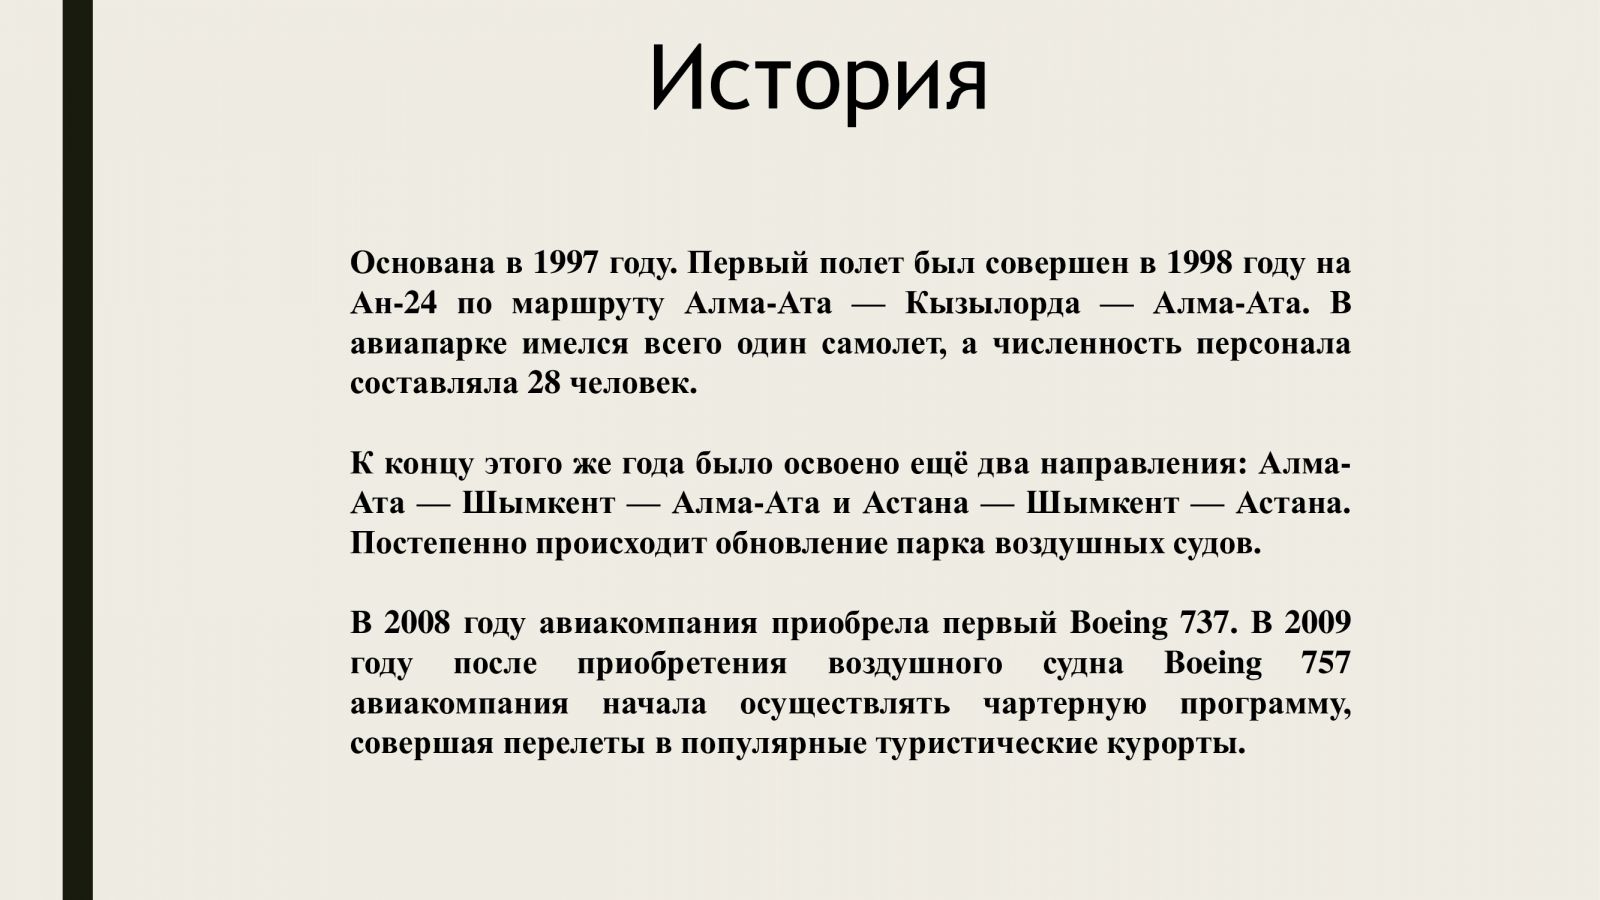 История
Основана в 1997 году. Первый полет был совершен в 1998 году на
Ан-24 по маршруту Алма-Ата — Кызылорда — Алма-Ата. В
авиапарке имелся всего один самолет, а численность персонала
составляла 28 человек.
К концу этого же года было освоено ещё два направления: Алма-
Ата — Шымкент — Алма-Ата и Астана — Шымкент — Астана.
Постепенно происходит обновление парка воздушных судов.
В 2008 году авиакомпания приобрела первый Boeing 737. В 2009
году после приобретения воздушного судна Boeing 757
авиакомпания начала осуществлять чартерную программу,
совершая перелеты в популярные туристические курорты.